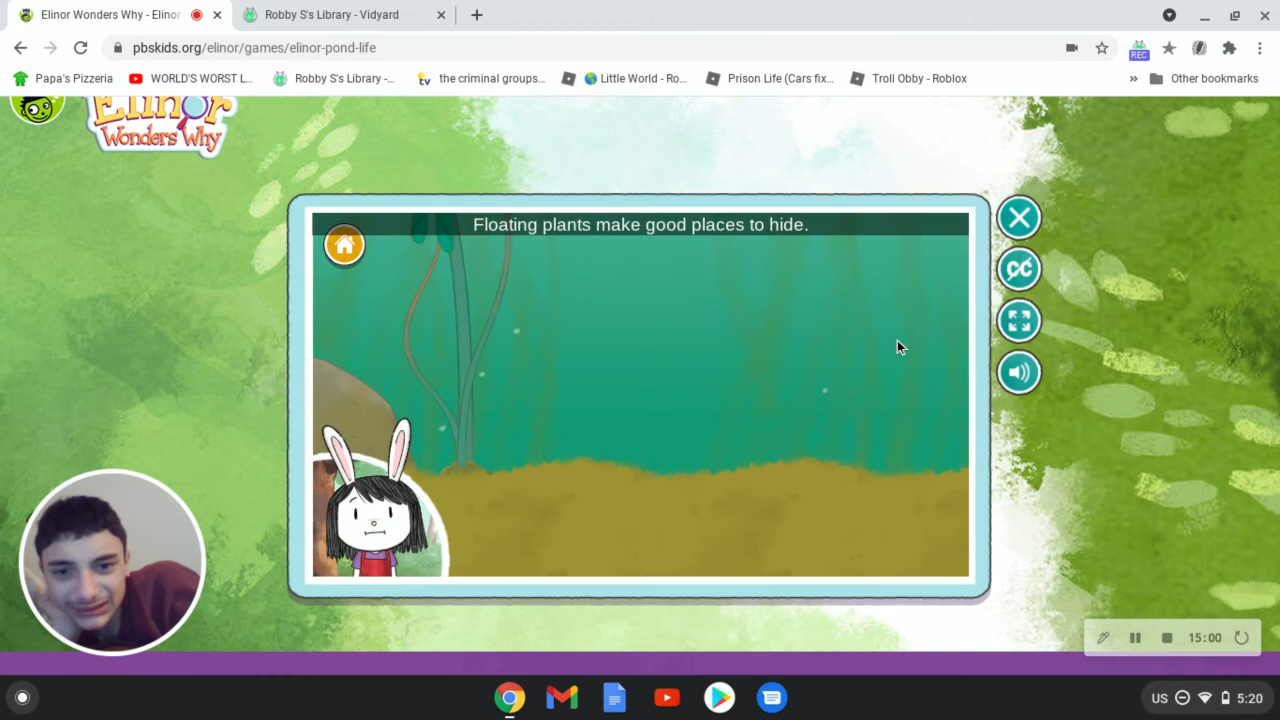 Elinor Wonders Why - Elinor
Robby S's Library - Vidyard
pbskids.org/elinor/games/elinor-pond-life
REC
Papa's Pizzeria
WORLD'S WORST L...
Robby S's Library -...
tv
the criminal groups...
Little World - Ro...
Prison Life (Cars fix...
Troll Obby - Roblox
»
Other bookmarks
Elinor
Wonders Why
Floating plants make good places to hide.
CC
15:00
US
5:20